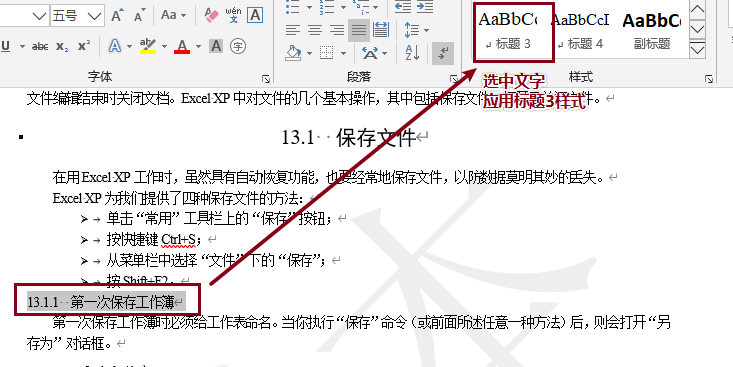 五号 A A Aa A wén 文 A
U abc X₂ X² A ab A A A 字
字体
段落
样式
AaBbCc
标题 3
AaBbCcI
标题 4
AaBbCc
副标题
选中文字
应用标题3样式
文件编辑结束时关闭文档。Excel XP 中对文件的几个基本操作，其中包括保存文件
文件。
13.1 保存文件
在用 Excel XP 工作时，虽然具有自动恢复功能，也要经常地保存文件，以防数据莫明其妙的丢失。
Excel XP 为我们提供了四种保存文件的方法：
单击“常用”工具栏上的“保存”按钮；
按快捷键 Ctrl+S；
从菜单栏中选择“文件”下的“保存”；
按 Shift+F2。
13.1.1 第一次保存工作簿
第一次保存工作簿时必须给工作表命名。当你执行“保存”命令（或前面所述任意一种方法）后，则会打开“另
存为”对话框。